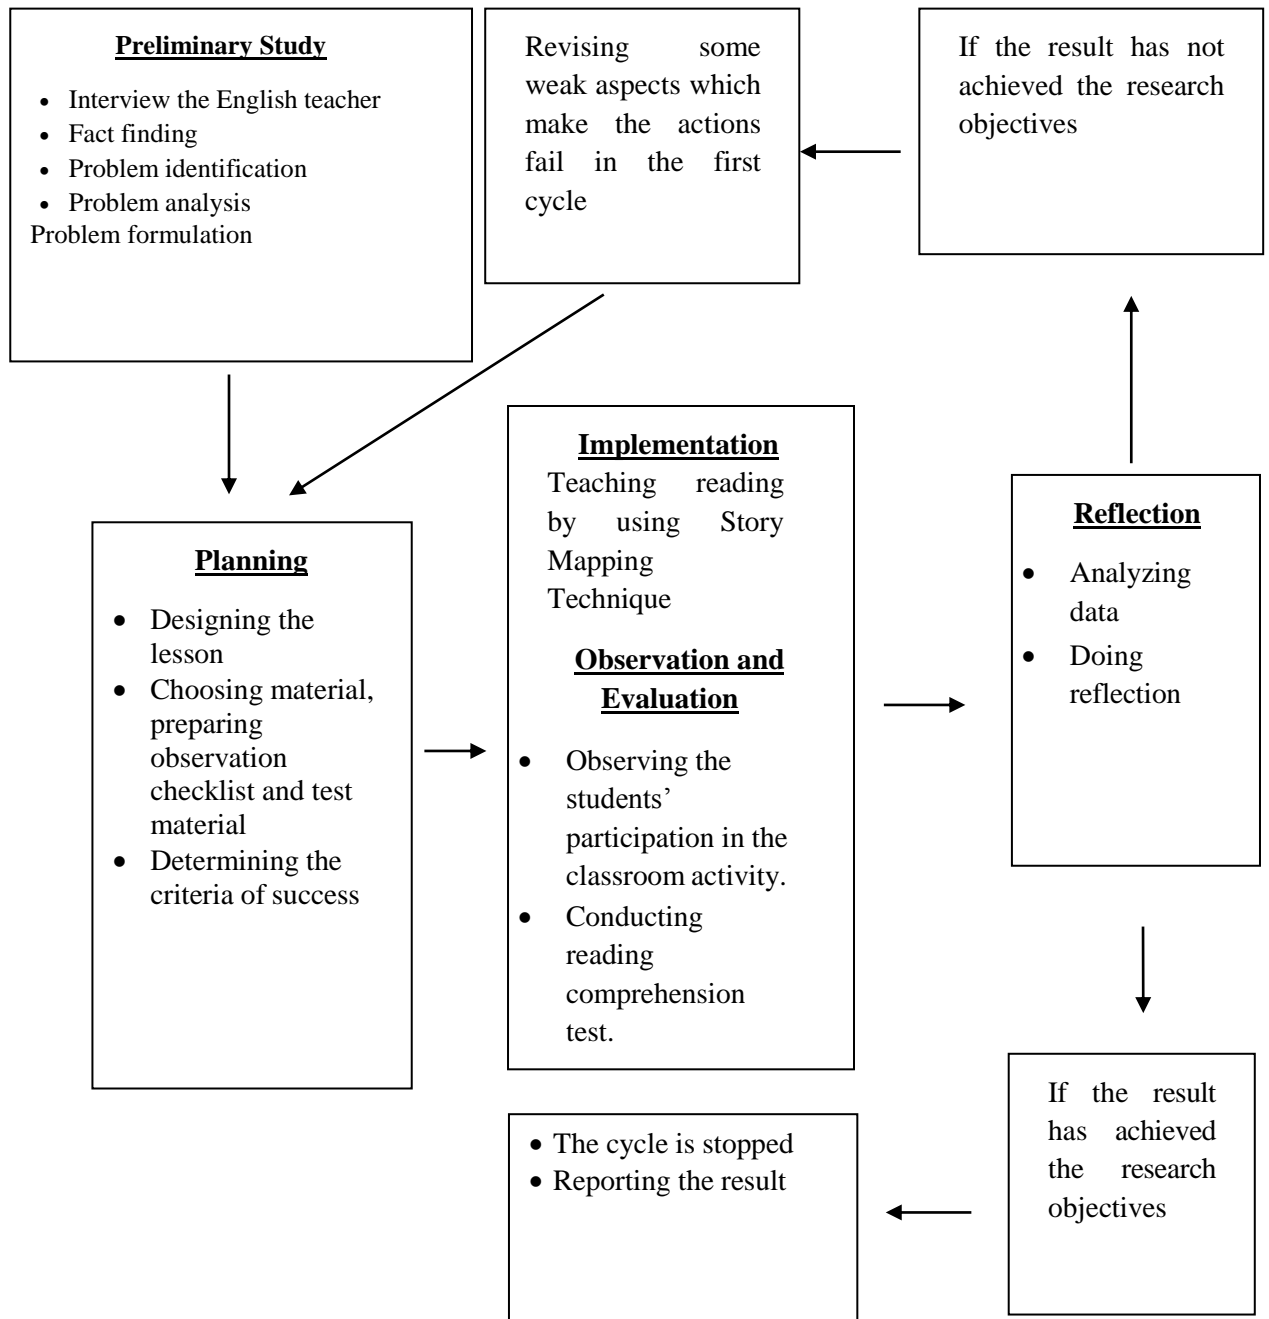 Preliminary Study
• Interview the English teacher
• Fact finding
• Problem identification
• Problem analysis
Problem formulation
Revising some
weak aspects which
make the actions
fail in the first
cycle
If the result has not
achieved the research
objectives
Planning
• Designing the
lesson
• Choosing material,
preparing
observation
checklist and test
material
• Determining the
criteria of success
Implementation
Teaching reading
by using Story
Mapping
Technique
Observation and
Evaluation
• Observing the
students’
participation in the
classroom activity.
• Conducting
reading
comprehension
test.
Reflection
• Analyzing
data
• Doing
reflection
If the result
has achieved
the research
objectives
• The cycle is stopped
• Reporting the result